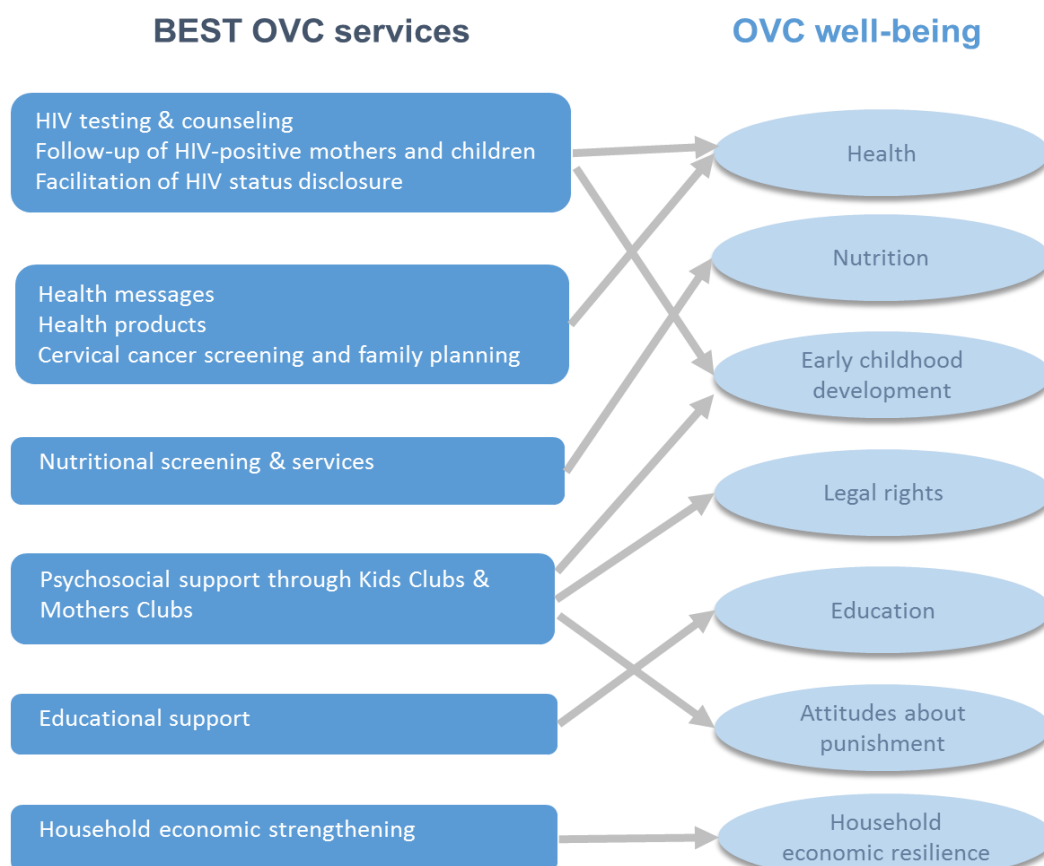 BEST OVC services
OVC well-being
HIV testing & counseling
Follow-up of HIV-positive mothers and children
Facilitation of HIV status disclosure
Health messages
Health products
Cervical cancer screening and family planning
Nutritional screening & services
Psychosocial support through Kids Clubs &
Mothers Clubs
Educational support
Household economic strengthening
Health
Nutrition
Early childhood
development
Legal rights
Education
Attitudes about
punishment
Household
economic resilience